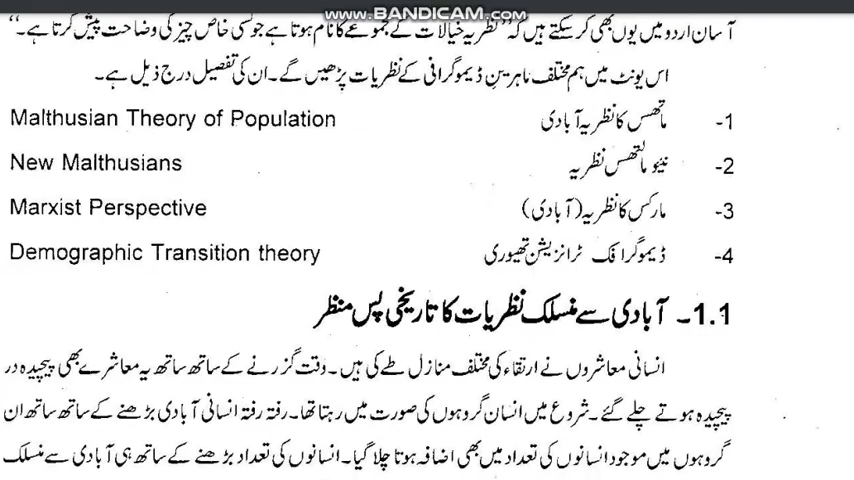 www.BANDICAM.com
آسان اردو میں یوں بھی کر سکتے ہیں کہ "نظریہ خیالات کے مجموعے کا نام ہوتا ہے جو کسی خاص چیز کی وضاحت پیش کرتا ہے۔"
اس یونٹ میں ہم مختلف ماہرینِ ڈیموگرافی کے نظریات پڑھیں گے۔ ان کی تفصیل درج ذیل ہے۔
1- ماتھس کا نظریہ آبادی Malthusian Theory of Population
2- نیو مالتھس نظریہ New Malthusians
3- مارکس کا نظریہ (آبادی) Marxist Perspective
4- ڈیموگرافک ٹرانزیشن تھیوری Demographic Transition theory
1.1۔ آبادی سے منسلک نظریات کا تاریخی پس منظر
انسانی معاشروں نے ارتقاء کی مختلف منازل طے کی ہیں۔ وقت گزرنے کے ساتھ ساتھ یہ معاشرے بھی پیچیدہ در
پیچیدہ ہوتے چلے گئے۔ شروع میں انسان گروہوں کی صورت میں رہتا تھا۔ رفتہ رفتہ انسانی آبادی بڑھنے کے ساتھ ساتھ ان
گروہوں میں موجود انسانوں کی تعداد میں بھی اضافہ ہوتا چلا گیا۔ انسانوں کی تعداد بڑھنے کے ساتھ ہی آبادی سے منسلک